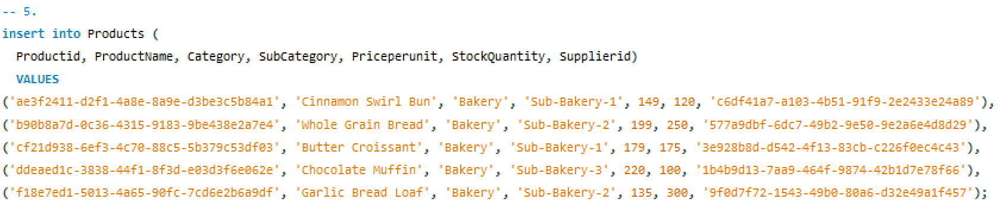 -- 5.
insert into Products (
  Productid, ProductName, Category, SubCategory, Priceperunit, StockQuantity, Supplierid)
  VALUES
('ae3f2411-d2f1-4a8e-8a9e-d3be3c5b84a1', 'Cinnamon Swirl Bun', 'Bakery', 'Sub-Bakery-1', 149, 120, 'c6df41a7-a103-4b51-91f9-2e2433e24a89'),
('b90b8a7d-0c36-4315-9183-9be438e2a7e4', 'Whole Grain Bread', 'Bakery', 'Sub-Bakery-2', 199, 250, '577a9dbf-6dc7-49b2-9e50-9e2a6e4d8d29'),
('cf21d938-6ef3-4c70-88c5-5b379c53df03', 'Butter Croissant', 'Bakery', 'Sub-Bakery-1', 179, 175, '3e928b8d-d542-4f13-83cb-c226f0ec4c43'),
('ddeaed1c-3838-44f1-8f3d-e03d3f6e062e', 'Chocolate Muffin', 'Bakery', 'Sub-Bakery-3', 220, 100, '1b4b9d13-7aa9-464f-9874-42b1d7e78f66'),
('f18e7ed1-5013-4a65-90fc-7cd6e2b6a9df', 'Garlic Bread Loaf', 'Bakery', 'Sub-Bakery-2', 135, 300, '9f0d7f72-1543-49b0-80a6-d32e49a1f457');